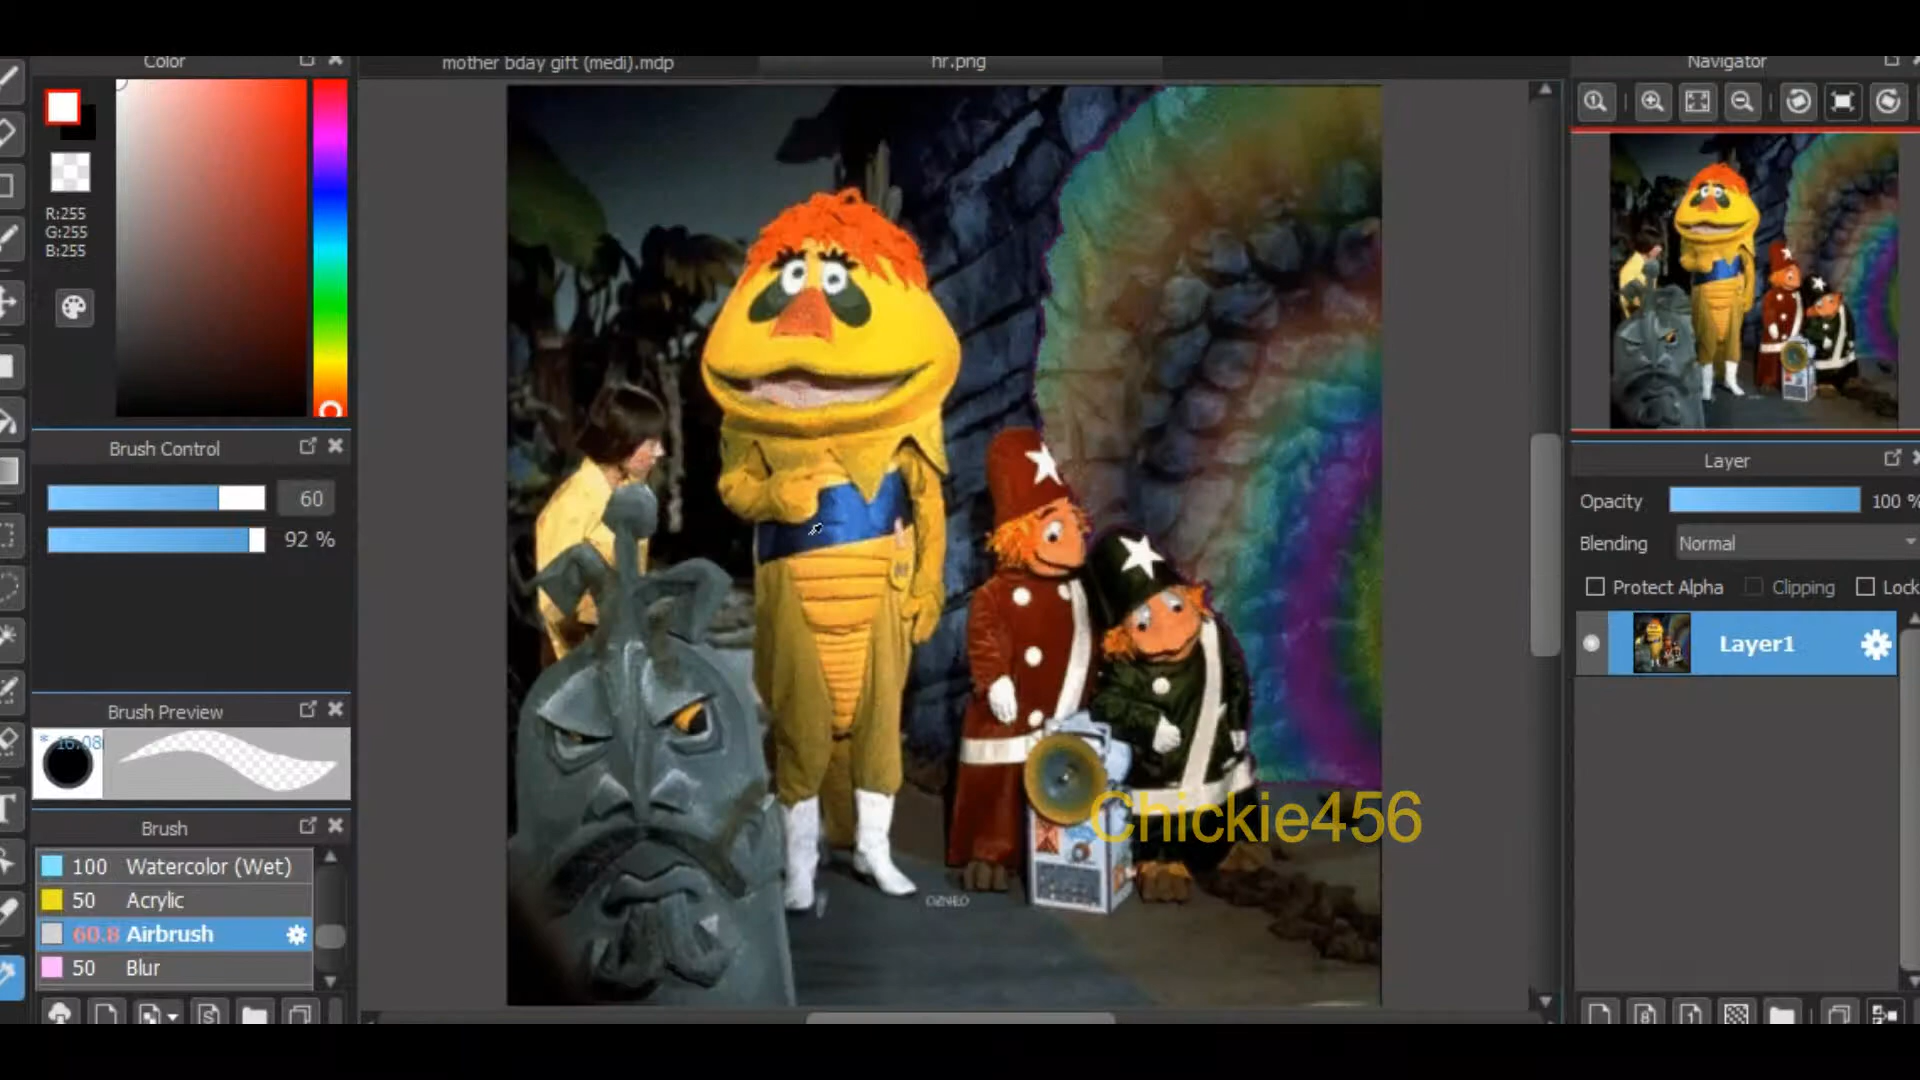 Color
mother bday gift (medi).mdp
hr.png
Navigator
R:255
G:255
B:255
Brush Control
60
92 %
Brush Preview
* 16.08
Brush
100 Watercolor (Wet)
50 Acrylic
60.8 Airbrush
50 Blur
Layer
Opacity 100 %
Blending Normal
Protect Alpha Clipping Lock
Layer1
Chickie456